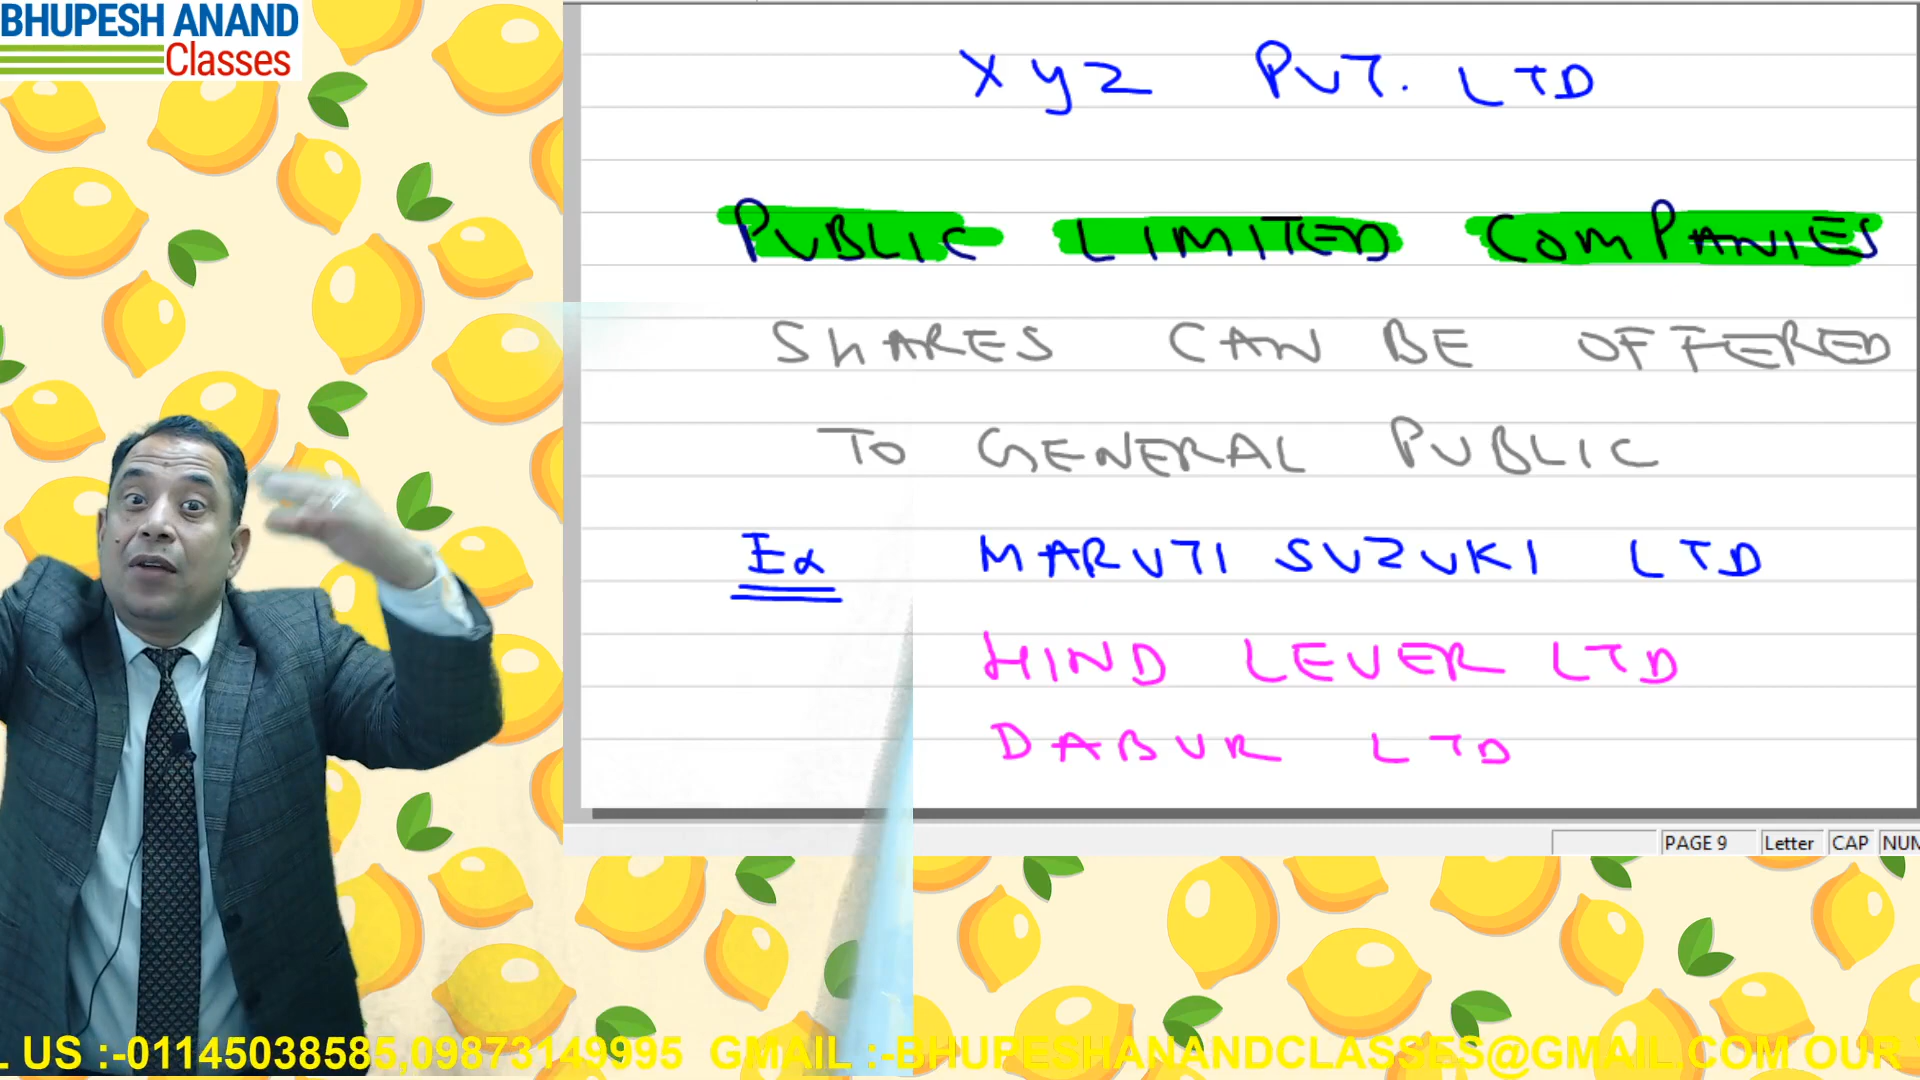 BHUPESH ANAND
Classes
XYZ PVT. LTD
PUBLIC LIMITED COMPANIES
SHARES CAN BE OFFERED
TO GENERAL PUBLIC
Ex MARUTI SUZUKI LTD
HIND LEVER LTD
DABUR LTD
PAGE 9 Letter CAP NUM
L US :-01145038585,09873149995 GMAIL :-BHUPESHANANDCLASSES@GMAIL.COM OUR